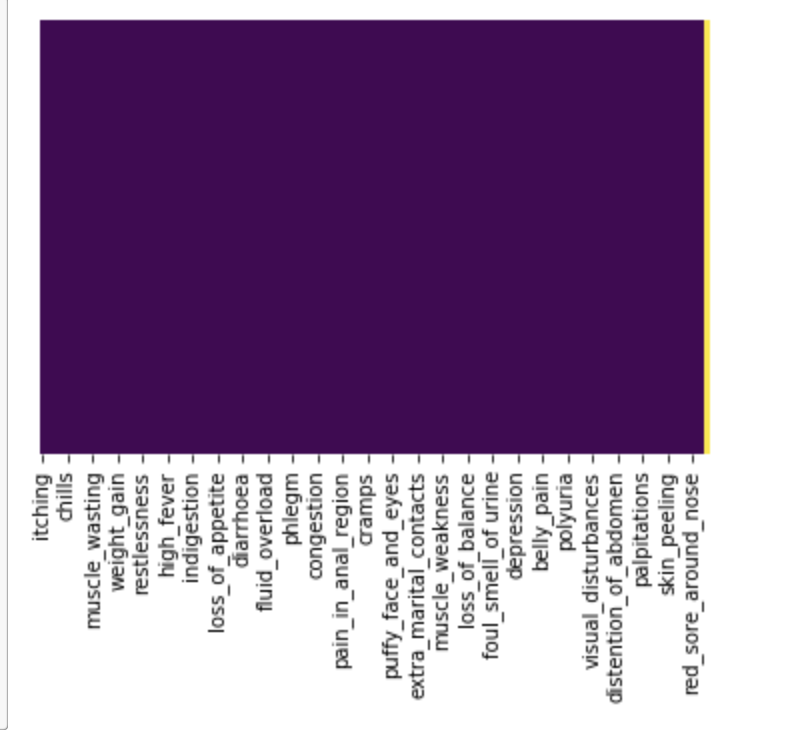 itching
chills
muscle_wasting
weight_gain
restlessness
high_fever
indigestion
loss_of_appetite
diarrhoea
fluid_overload
phlegm
congestion
pain_in_anal_region
cramps
puffy_face_and_eyes
extra_marital_contacts
muscle_weakness
loss_of_balance
foul_smell_of urine
depression
belly_pain
polyuria
visual_disturbances
distention_of_abdomen
palpitations
skin_peeling
red_sore_around_nose